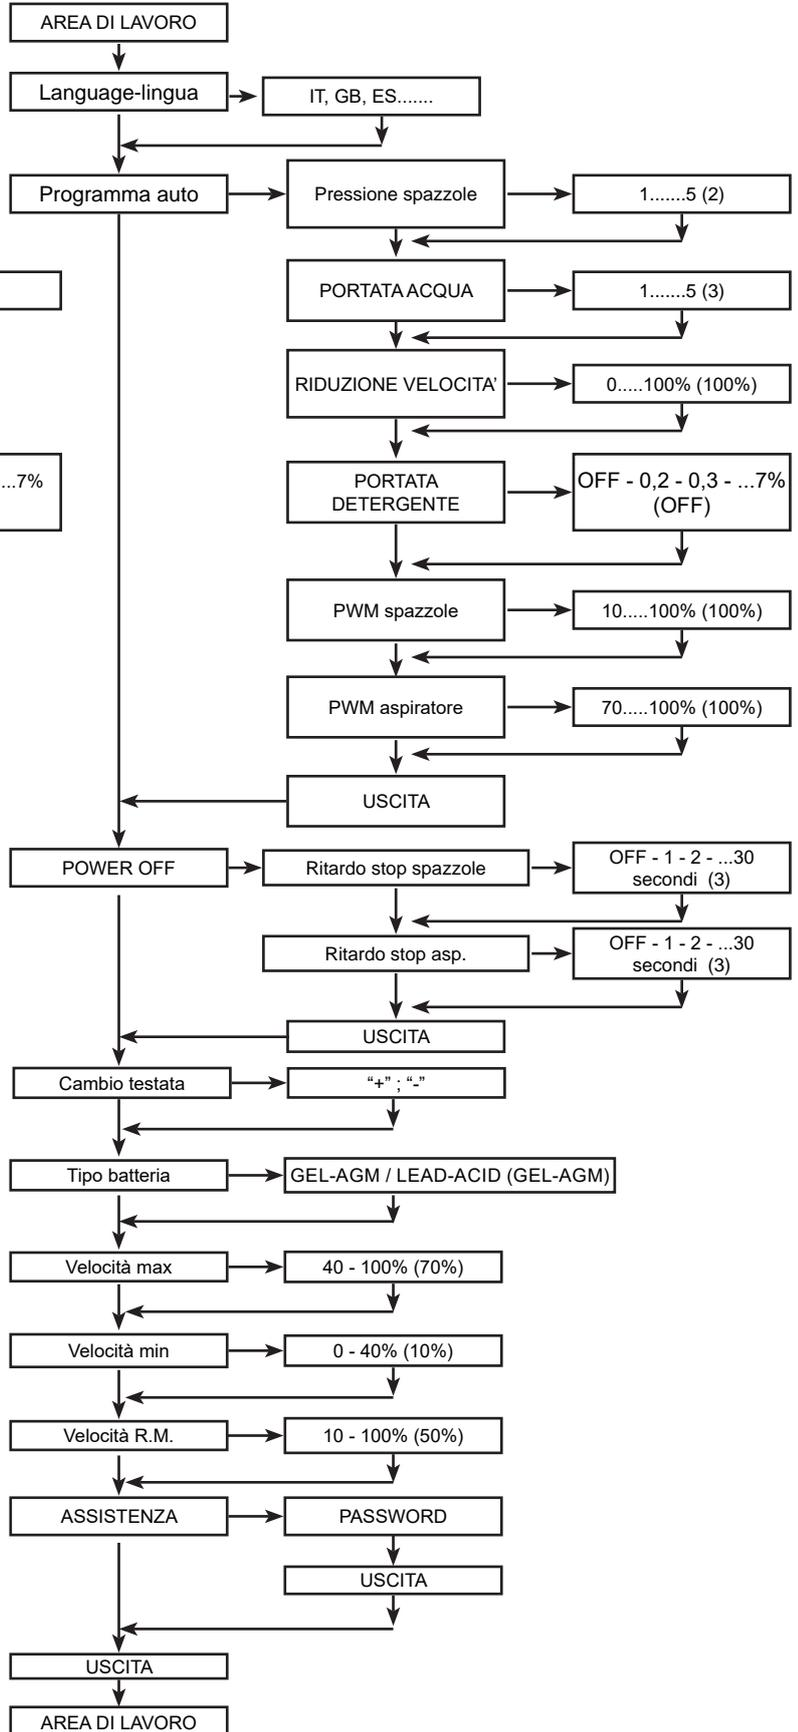 AREA DI LAVORO
Language-lingua
IT, GB, ES.......
Programma auto
Pressione spazzole
1.......5 (2)
PORTATA ACQUA
1.......5 (3)
RIDUZIONE VELOCITA'
0.....100% (100%)
...7%
PORTATA
DETERGENTE
OFF - 0,2 - 0,3 - ...7%
(OFF)
PWM spazzole
10.....100% (100%)
PWM aspiratore
70.....100% (100%)
USCITA
POWER OFF
Ritardo stop spazzole
OFF - 1 - 2 - ...30
secondi (3)
Ritardo stop asp.
OFF - 1 - 2 - ...30
secondi (3)
USCITA
Cambio testata
“+” ; “-”
Tipo batteria
GEL-AGM / LEAD-ACID (GEL-AGM)
Velocità max
40 - 100% (70%)
Velocità min
0 - 40% (10%)
Velocità R.M.
10 - 100% (50%)
ASSISTENZA
PASSWORD
USCITA
USCITA
AREA DI LAVORO